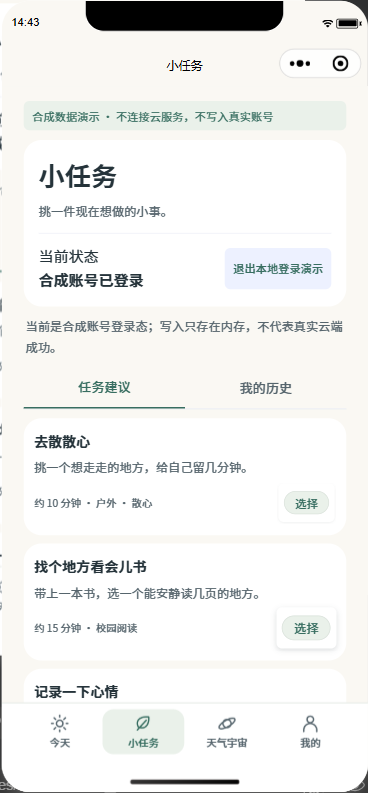 14:43
小任务
合成数据演示 · 不连接云服务，不写入真实账号
小任务
挑一件现在想做的小事。
当前状态
合成账号已登录
退出本地登录演示
当前是合成账号登录态；写入只存在内存，不代表真实云端
成功。
任务建议
我的历史
去散散心
挑一个想走走的地方，给自己留几分钟。
约 10 分钟 · 户外 · 散心
选择
找个地方看会儿书
带上一本书，选一个能安静读几页的地方。
约 15 分钟 · 校园阅读
选择
记录一下心情
今天
小任务
天气宇宙
我的